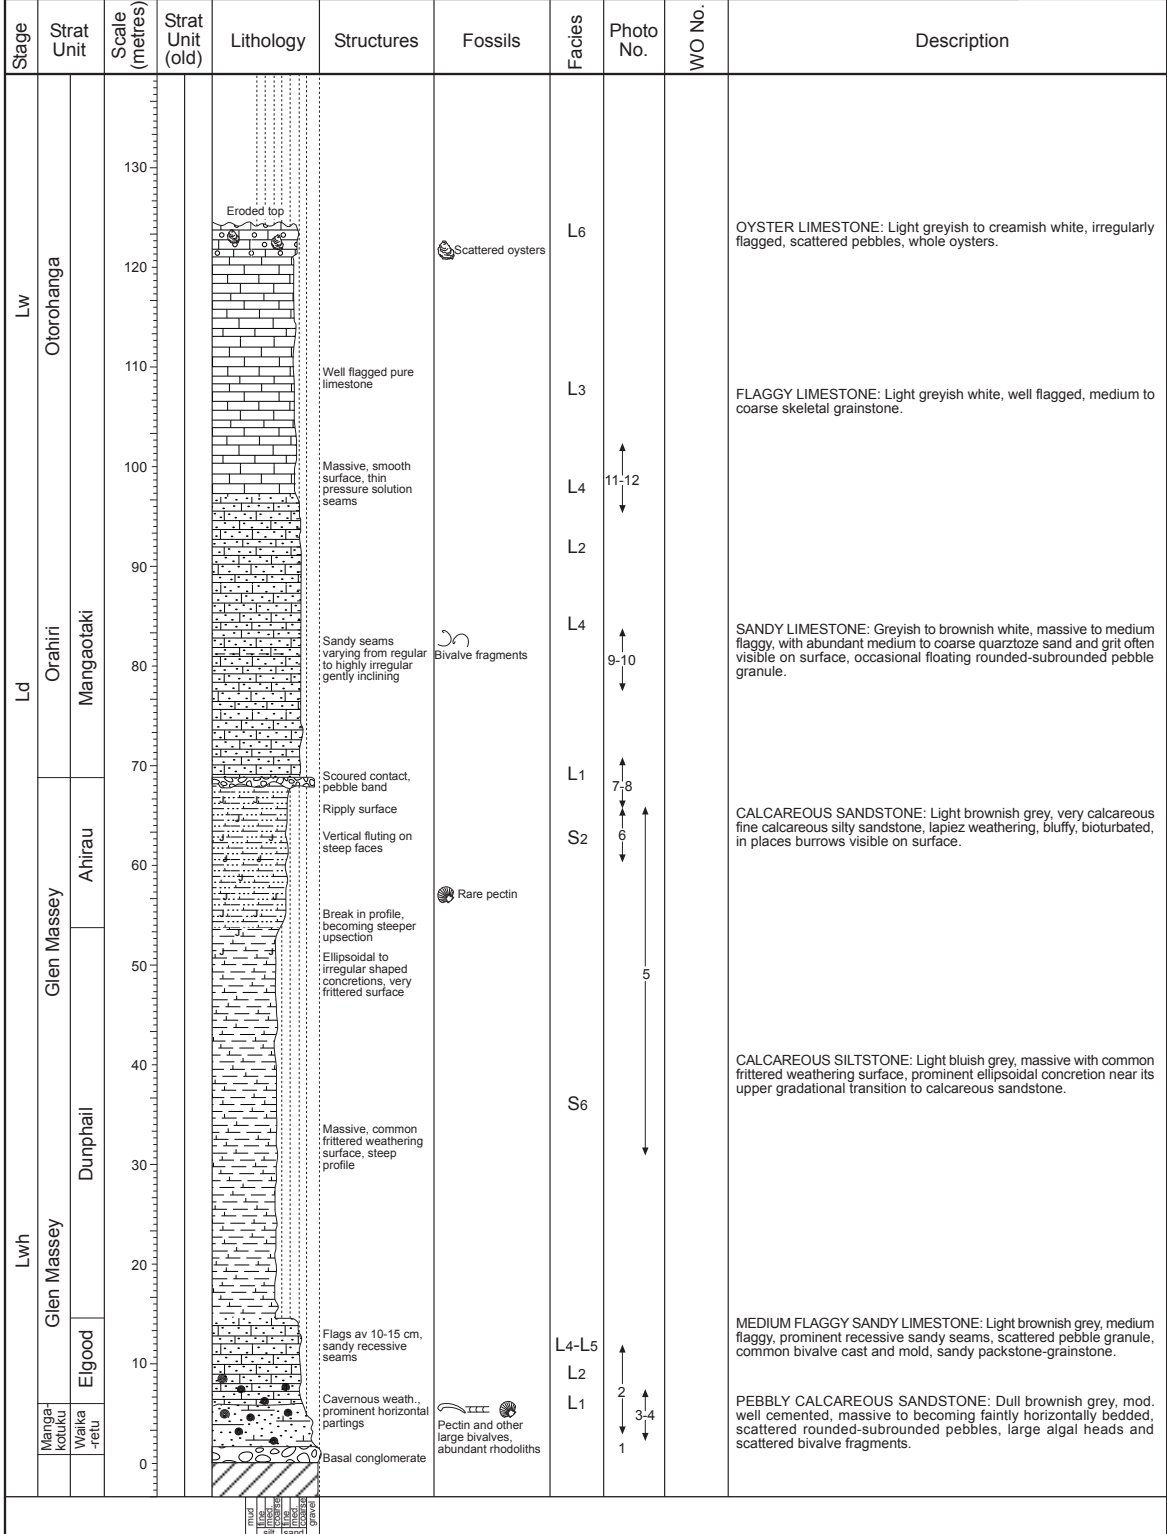 Stage
Strat
Unit
Scale
(metres)
Strat
Unit
(old)
Lithology
Structures
Fossils
Facies
Photo
No.
WO No.
Description
Lw
Ld
Lwh
Otorohanga
Orahiri
Glen Massey
Glen Massey
Manga-
kotuku
Mangaotaki
Ahirau
Dunphail
Elgood
Waika
-retu
130
120
110
100
90
80
70
60
50
40
30
20
10
0
Eroded top
Well flagged pure
limestone
Massive, smooth
surface, thin
pressure solution
seams
Sandy seams
varying from regular
to highly irregular
gently inclining
Scoured contact,
pebble band
Ripply surface
Vertical fluting on
steep faces
Break in profile,
becoming steeper
upsection
Ellipsoidal to
irregular shaped
concretions, very
frittered surface
Massive, common
frittered weathering
surface, steep
profile
Flags av 10-15 cm,
sandy recessive
seams
Cavernous weath.,
prominent horizontal
partings
Basal conglomerate
Scattered oysters
Bivalve fragments
Rare pectin
Pectin and other
large bivalves,
abundant rhodoliths
L6
L3
L4
L2
L4
L1
S2
S6
L4-L5
L2
L1
11-12
9-10
7-8
6
5
2
3-4
1
OYSTER LIMESTONE: Light greyish to creamish white, irregularly
flagged, scattered pebbles, whole oysters.
FLAGGY LIMESTONE: Light greyish white, well flagged, medium to
coarse skeletal grainstone.
SANDY LIMESTONE: Greyish to brownish white, massive to medium
flaggy, with abundant medium to coarse quarztoze sand and grit often
visible on surface, occasional floating rounded-subrounded pebble
granule.
CALCAREOUS SANDSTONE: Light brownish grey, very calcareous
fine calcareous silty sandstone, lapiez weathering, bluffy, bioturbated,
in places burrows visible on surface.
CALCAREOUS SILTSTONE: Light bluish grey, massive with common
frittered weathering surface, prominent ellipsoidal concretion near its
upper gradational transition to calcareous sandstone.
MEDIUM FLAGGY SANDY LIMESTONE: Light brownish grey, medium
flaggy, prominent recessive sandy seams, scattered pebble granule,
common bivalve cast and mold, sandy packstone-grainstone.
PEBBLY CALCAREOUS SANDSTONE: Dull brownish grey, mod.
well cemented, massive to becoming faintly horizontally bedded,
scattered rounded-subrounded pebbles, large algal heads and
scattered bivalve fragments.
mud
fine
med.
coarse
fine
med.
coarse
gravel
sand